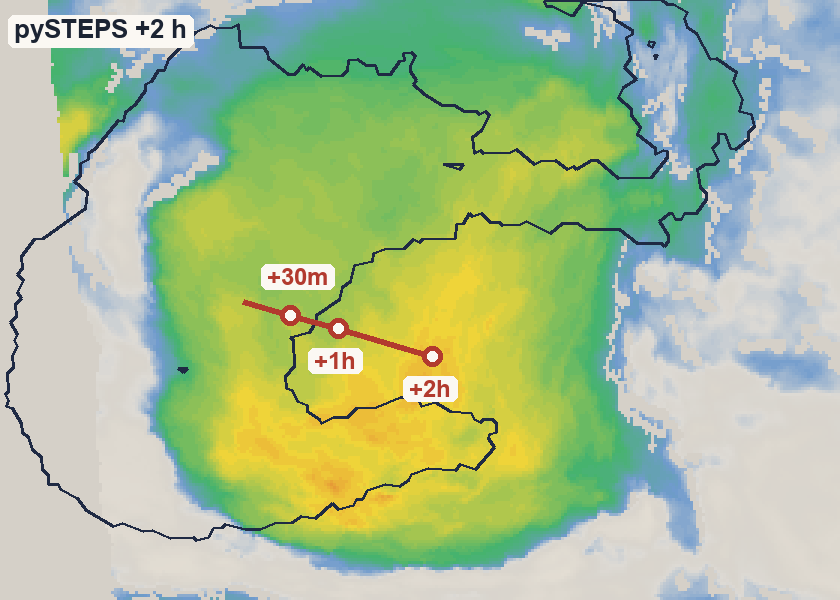 pySTEPS +2 h
+30m
+1h
+2h